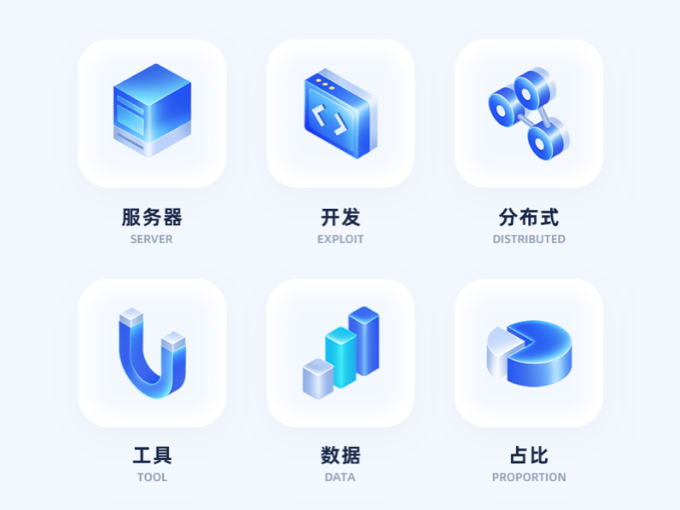 服务器
SERVER
开发
EXPLOIT
分布式
DISTRIBUTED
工具
TOOL
数据
DATA
占比
PROPORTION